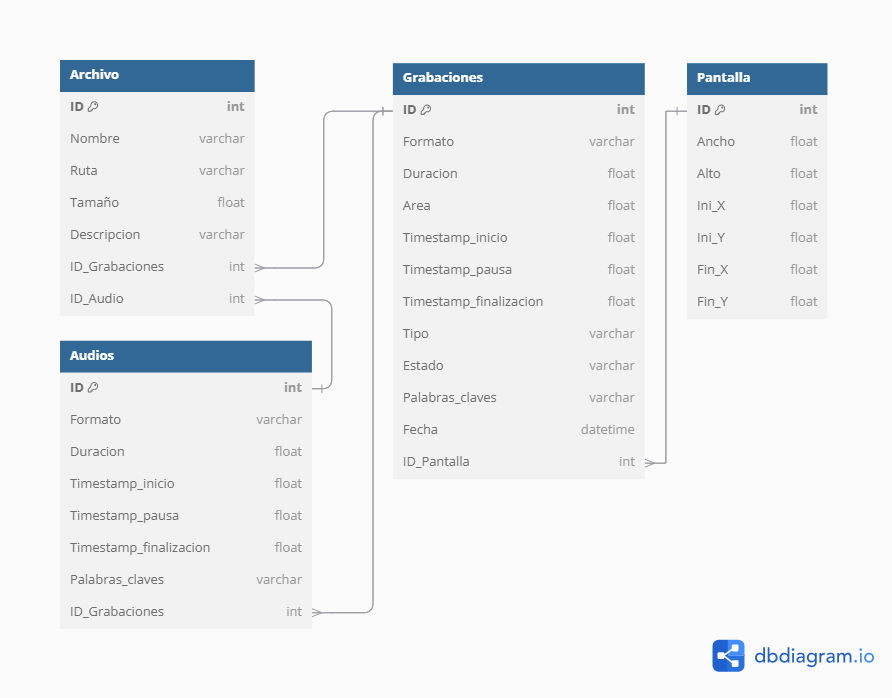 Archivo
ID int
Nombre varchar
Ruta varchar
Tamaño float
Descripcion varchar
ID_Grabaciones int
ID_Audio int
Audios
ID int
Formato varchar
Duracion float
Timestamp_inicio float
Timestamp_pausa float
Timestamp_finalizacion float
Palabras_claves varchar
ID_Grabaciones int
Grabaciones
ID int
Formato varchar
Duracion float
Area float
Timestamp_inicio float
Timestamp_pausa float
Timestamp_finalizacion float
Tipo varchar
Estado varchar
Palabras_claves varchar
Fecha datetime
ID_Pantalla int
Pantalla
ID int
Ancho float
Alto float
Ini_X float
Ini_Y float
Fin_X float
Fin_Y float
dbdiagram.io